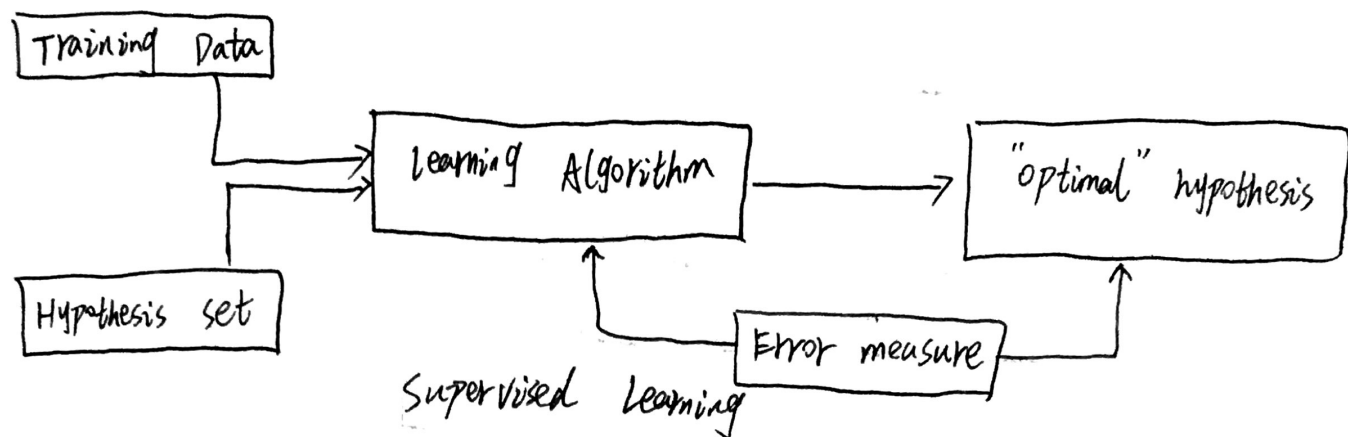 Training Data
Learning Algorithm
"optimal" hypothesis
Hypothesis set
Error measure
Supervised Learning